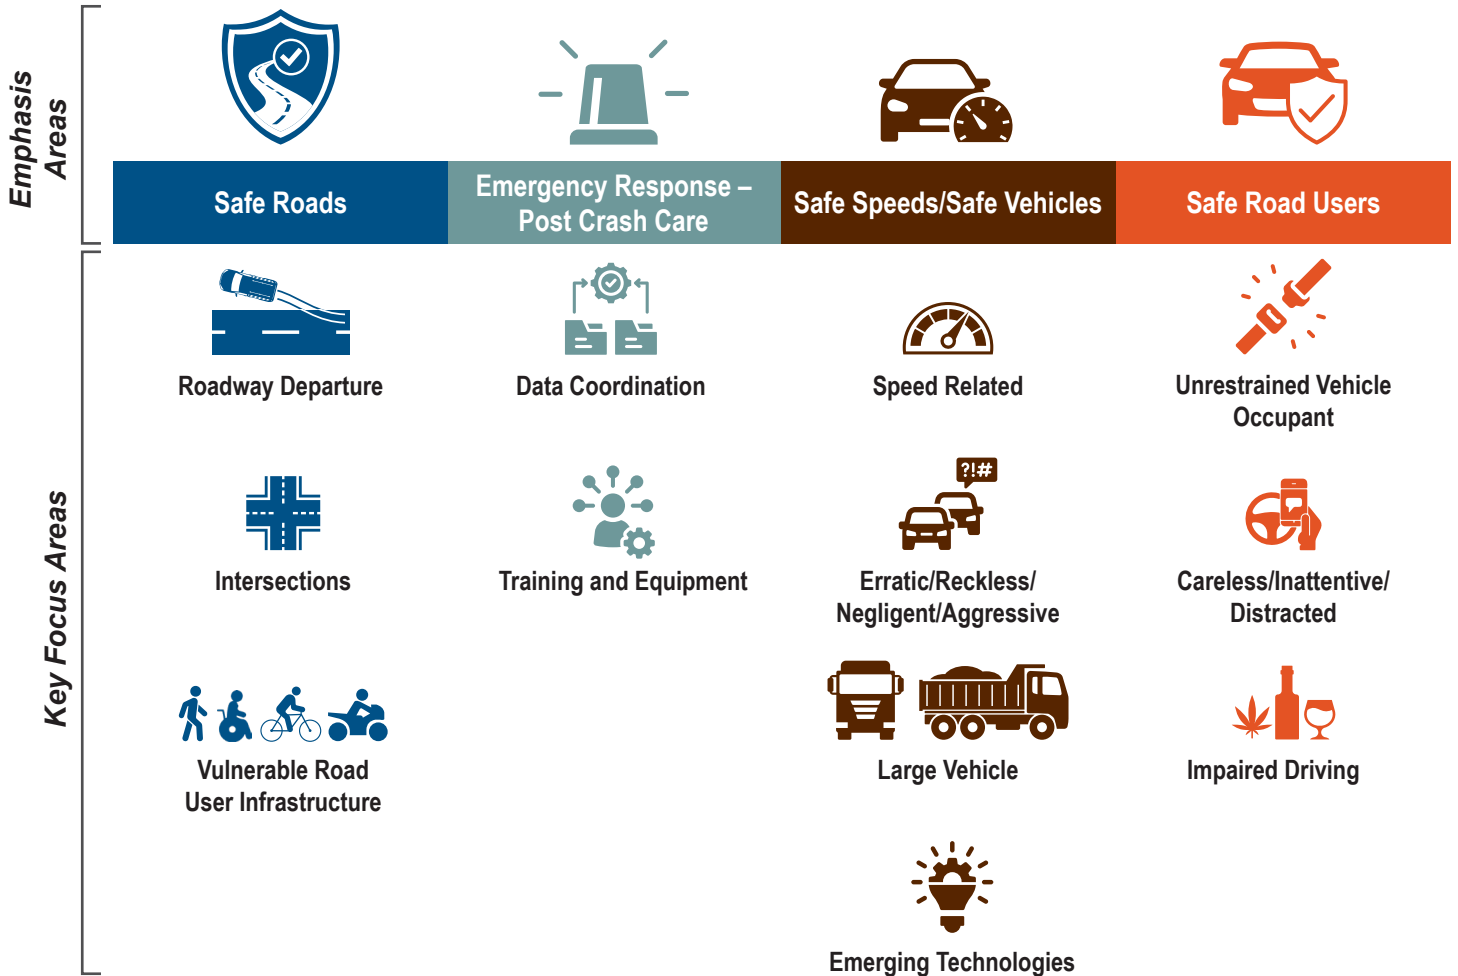 Emphasis
Areas
Safe Roads
Emergency Response –
Post Crash Care
Safe Speeds/Safe Vehicles
Safe Road Users
Key Focus Areas
Roadway Departure
Data Coordination
Speed Related
Unrestrained Vehicle
Occupant
Intersections
Training and Equipment
?!#
Erratic/Reckless/
Negligent/Aggressive
Careless/Inattentive/
Distracted
Vulnerable Road
User Infrastructure
Large Vehicle
Impaired Driving
Emerging Technologies